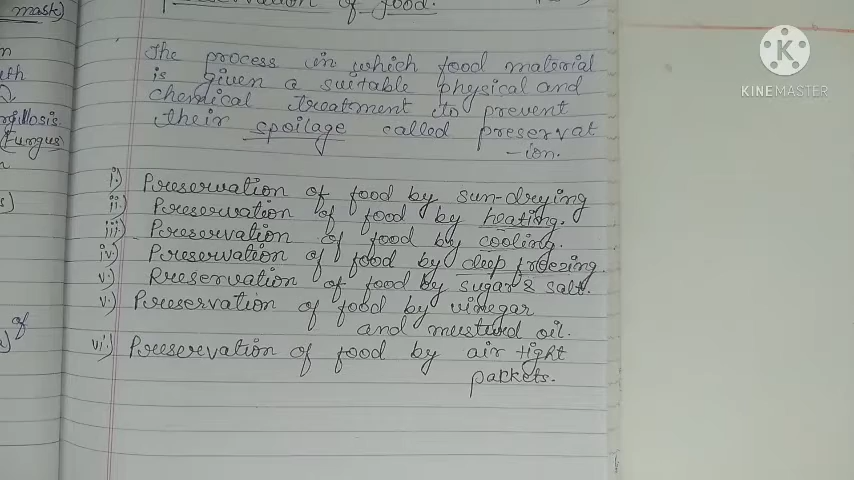 mask)
of food.
The process in which food material
is given a suitable physical and
chemical treatment to prevent
their spoilage called preservat
-ion.
i.) Preservation of food by sun-drying
ii.) Preservation of food by heating.
iii) Preservation of food by cooling.
iv.) Preservation of food by deep freezing.
v.) Preservation of food by sugar & salt.
v.) Preservation of food by vinegar
and musturd oil.
vi.) Preservation of food by air tight
packets.
rgillosis
(Fungus)
of
K
KINEMASTER